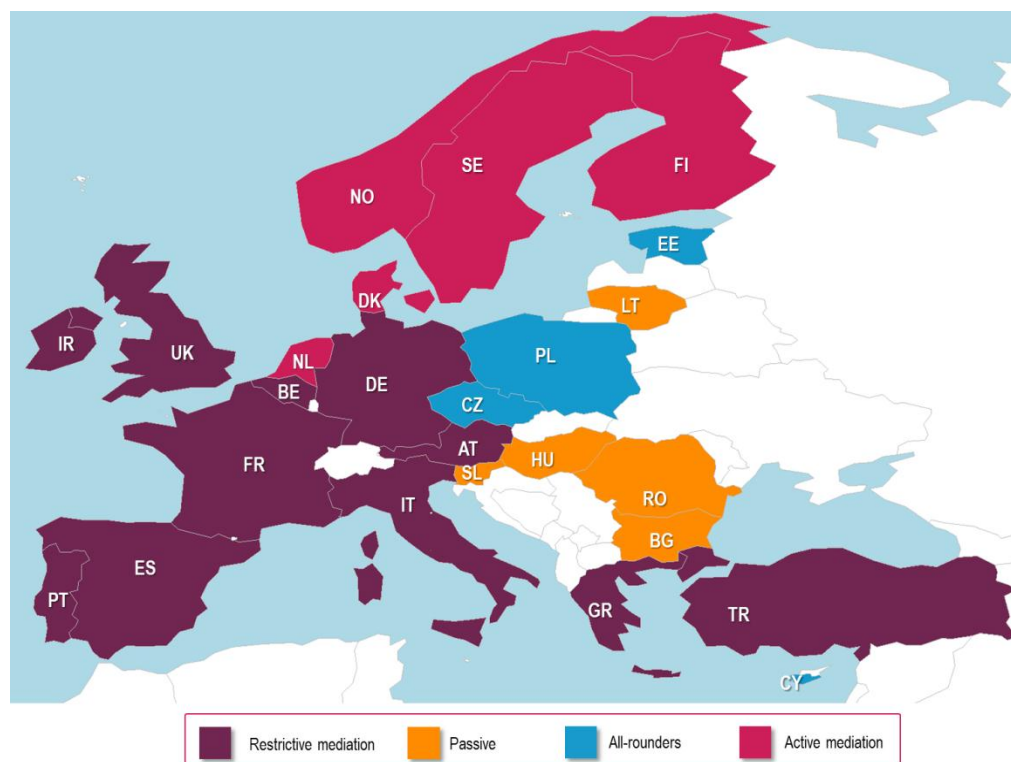 SE
FI
NO
EE
DK
LT
IR
UK
NL
PL
BE
DE
CZ
AT
HU
FR
SL
IT
RO
BG
ES
PT
GR
TR
CY
Restrictive mediation
Passive
All-rounders
Active mediation